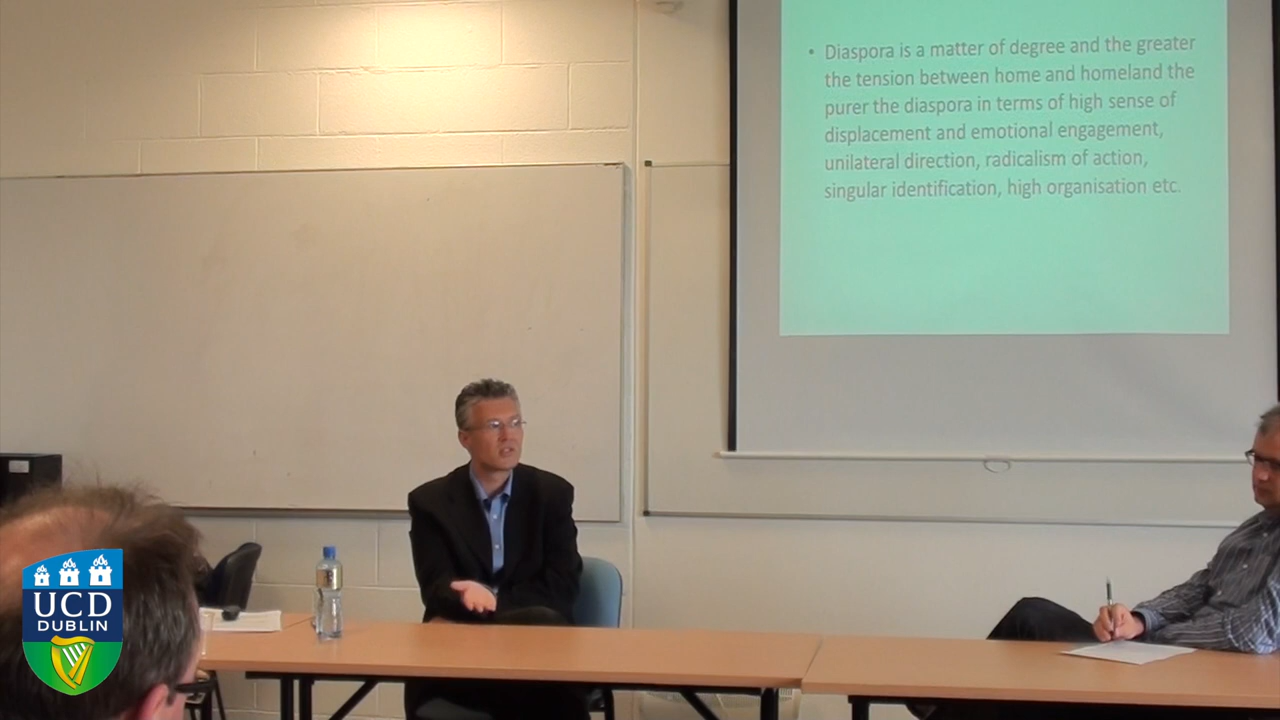 • Diaspora is a matter of degree and the greater
the tension between home and homeland the
purer the diaspora in terms of high sense of
displacement and emotional engagement,
unilateral direction, radicalism of action,
singular identification, high organisation etc.
UCD
DUBLIN